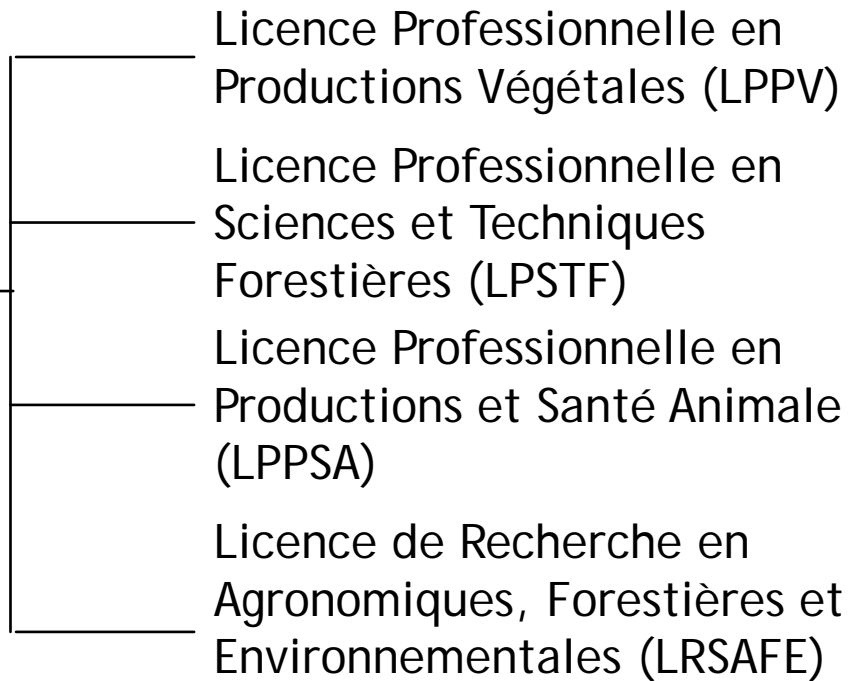 Licence Professionnelle en
Productions Végétales (LPPV)
Licence Professionnelle en
Sciences et Techniques
Forestières (LPSTF)
Licence Professionnelle en
Productions et Santé Animale
(LPPSA)
Licence de Recherche en
Agronomiques, Forestières et
Environnementales (LRSAFE)